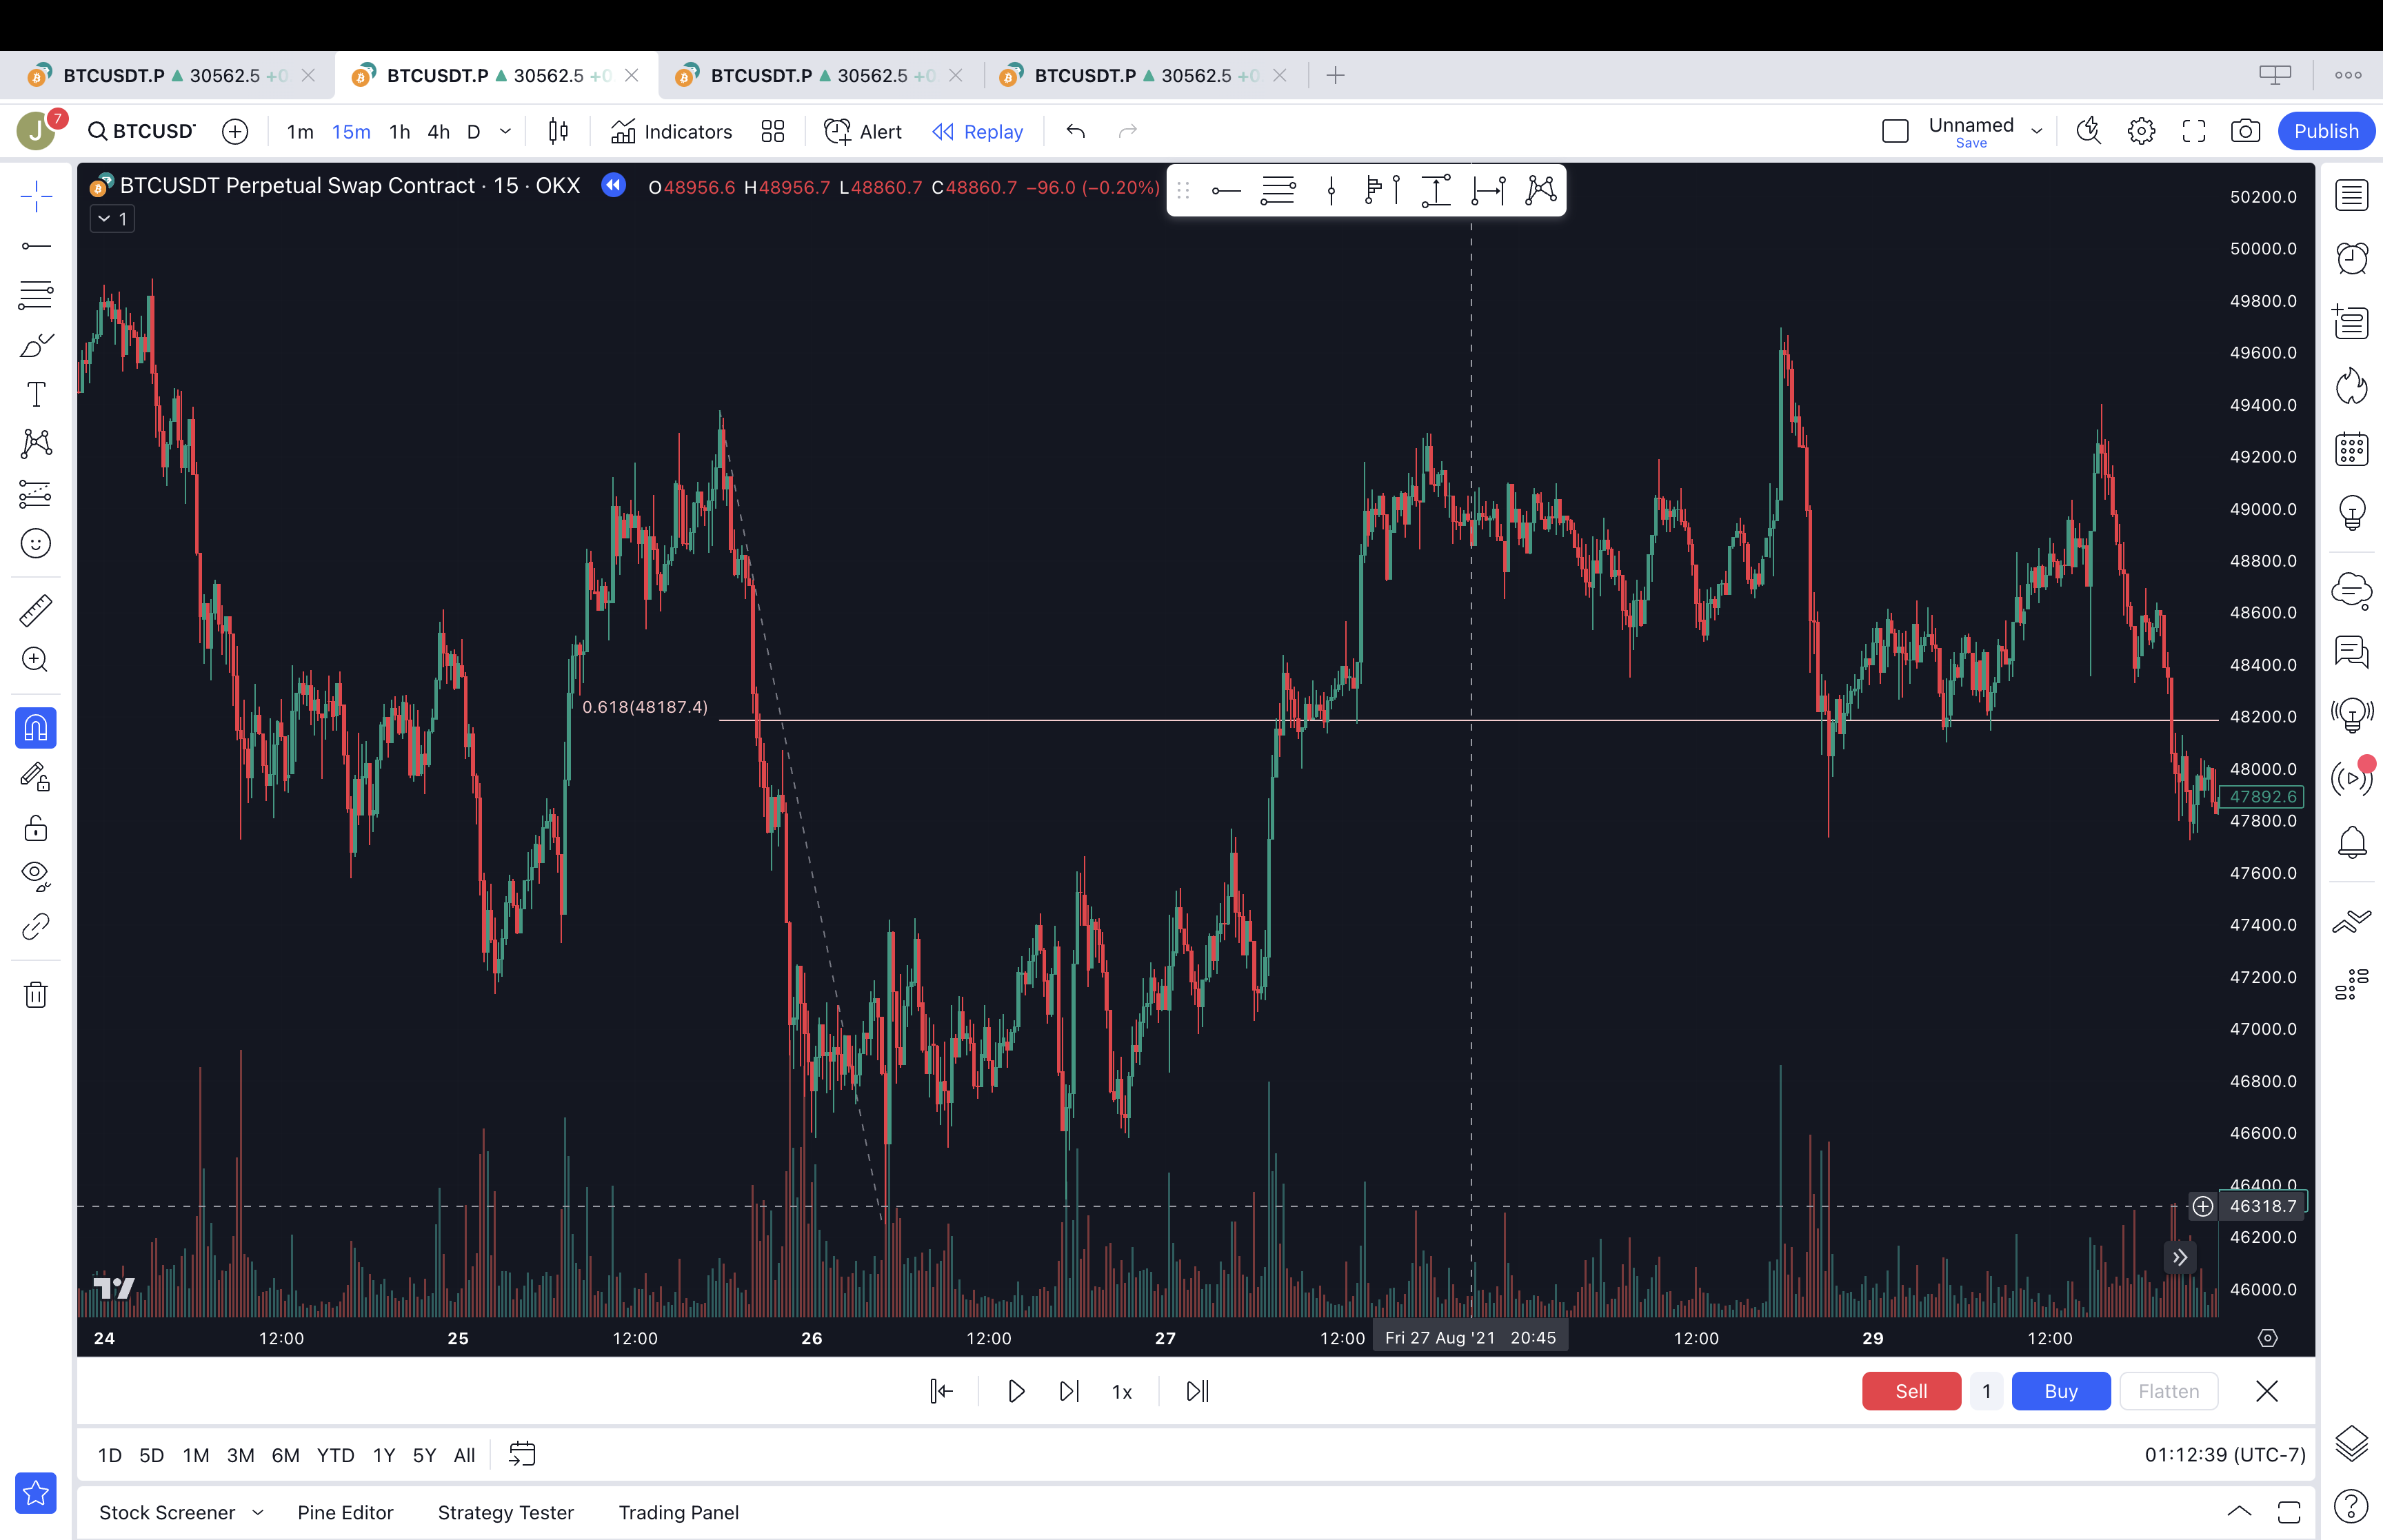 BTCUSDT.P ▲ 30562.5 +0
BTCUSDT.P ▲ 30562.5 +0
BTCUSDT.P ▲ 30562.5 +0
BTCUSDT.P ▲ 30562.5 +0
J 7
BTCUSD
1m 15m 1h 4h D
Indicators
Alert
Replay
Unnamed
Save
Publish
BTCUSDT Perpetual Swap Contract · 15 · OKX
O48956.6 H48956.7 L48860.7 C48860.7 −96.0 (−0.20%)
1
50200.0
50000.0
49800.0
49600.0
49400.0
49200.0
49000.0
48800.0
48600.0
48400.0
0.618(48187.4)
48200.0
48000.0
47892.6
47800.0
47600.0
47400.0
47200.0
47000.0
46800.0
46600.0
46400.0
46318.7
46200.0
46000.0
24 12:00 25 12:00 26 12:00 27 12:00 Fri 27 Aug '21 20:45 12:00 29 12:00
1x
Sell 1 Buy Flatten
1D 5D 1M 3M 6M YTD 1Y 5Y All
01:12:39 (UTC-7)
Stock Screener Pine Editor Strategy Tester Trading Panel